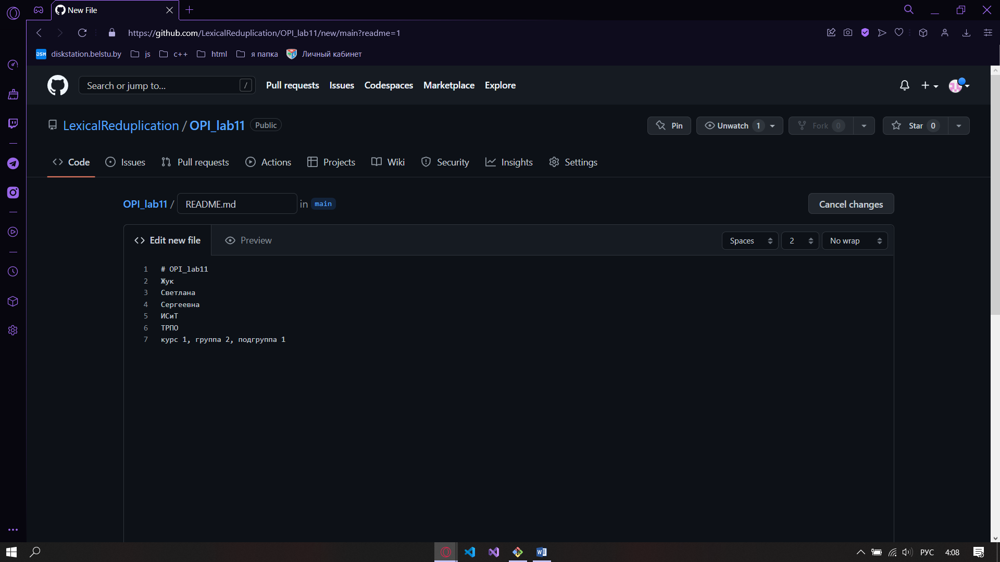 New File
https://github.com/LexicalReduplication/OPI_lab11/new/main?readme=1
DSM diskstation.belstu.by js c++ html я папка Личный кабинет
Search or jump to... / Pull requests Issues Codespaces Marketplace Explore
LexicalReduplication / OPI_lab11 Public Pin Unwatch 1 Fork 0 Star 0
Code Issues Pull requests Actions Projects Wiki Security Insights Settings
OPI_lab11 / README.md in main Cancel changes
Edit new file Preview Spaces 2 No wrap
1 # OPI_lab11
2 Жук
3 Светлана
4 Сергеевна
5 ИСиТ
6 ТРПО
7 курс 1, группа 2, подгруппа 1
РУС 4:08